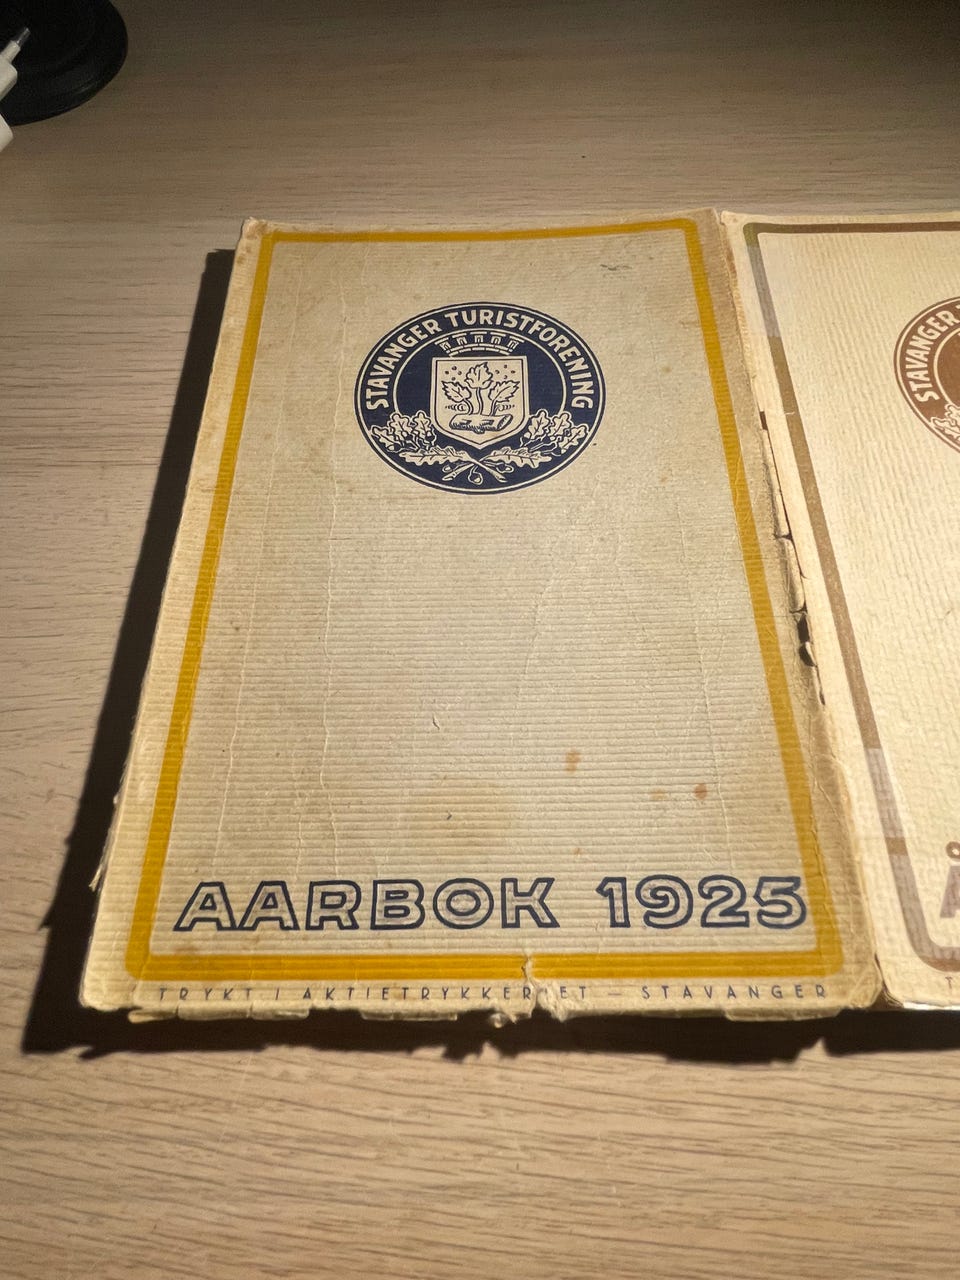 STAVANGER TURISTFORENING
AARBOK 1925
TRYKT I AKTIETRYKKERIET — STAVANGER
STAVANGER